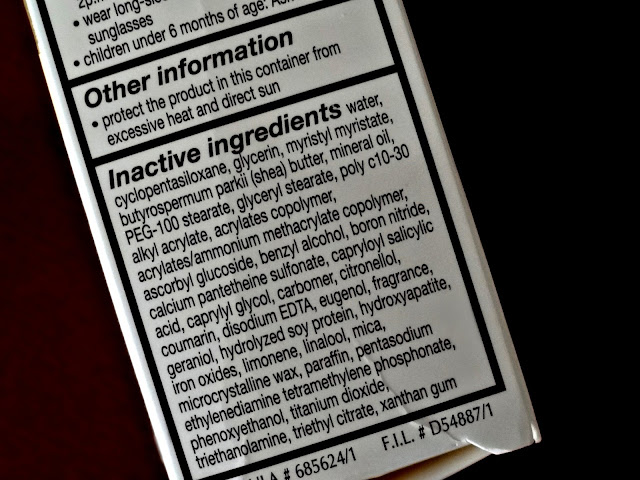 • wear long-
sunglasses
• children under 6 months of age:
Other information
• protect the product in this container from
excessive heat and direct sun
Inactive ingredients water,
cyclopentasiloxane, glycerin, myristyl myristate,
butyrospermum parkii (shea) butter, mineral oil,
PEG-100 stearate, glyceryl stearate, poly c10-30
alkyl acrylate, acrylates copolymer,
acrylates/ammonium methacrylate copolymer,
ascorbyl glucoside, benzyl alcohol, boron nitride,
calcium pantetheine sulfonate, capryloyl salicylic
acid, caprylyl glycol, carbomer, citronellol,
coumarin, disodium EDTA, eugenol, fragrance,
geraniol, hydrolyzed soy protein, hydroxyapatite,
iron oxides, limonene, linalool, mica,
microcrystalline wax, paraffin, pentasodium
ethylenediamine tetramethylene phosphonate,
phenoxyethanol, titanium dioxide,
triethanolamine, triethyl citrate, xanthan gum
# 685624/1 F.I.L. # D54887/1